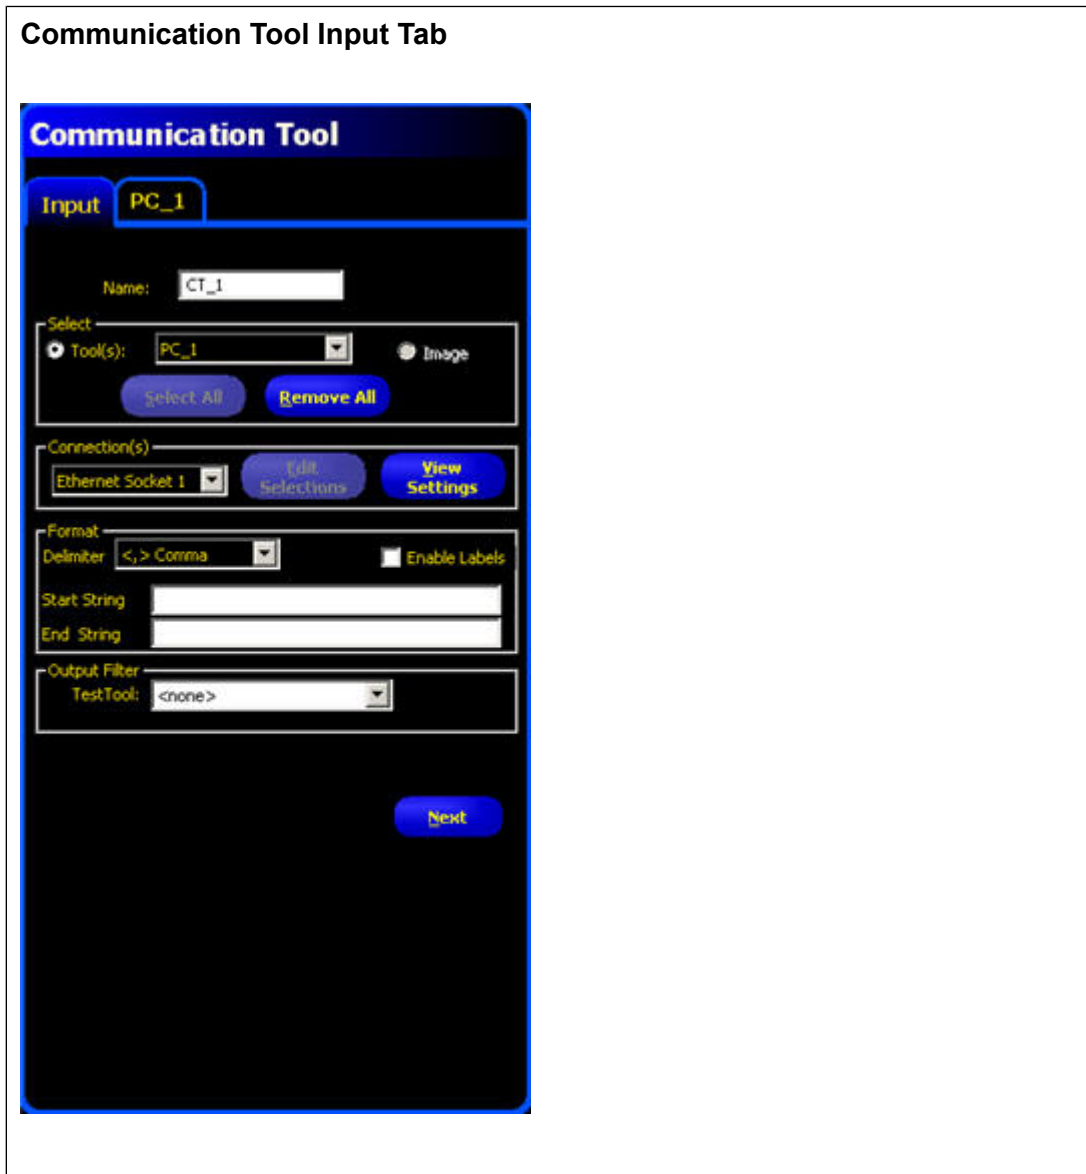 Communication Tool Input Tab
Communication Tool
Input PC_1
Name: CT_1
Select
Tool(s): PC_1 Image
Select All Remove All
Connection(s)
Ethernet Socket 1 Edit Selections View Settings
Format
Delimiter <,> Comma Enable Labels
Start String
End String
Output Filter
TestTool: <none>
Next